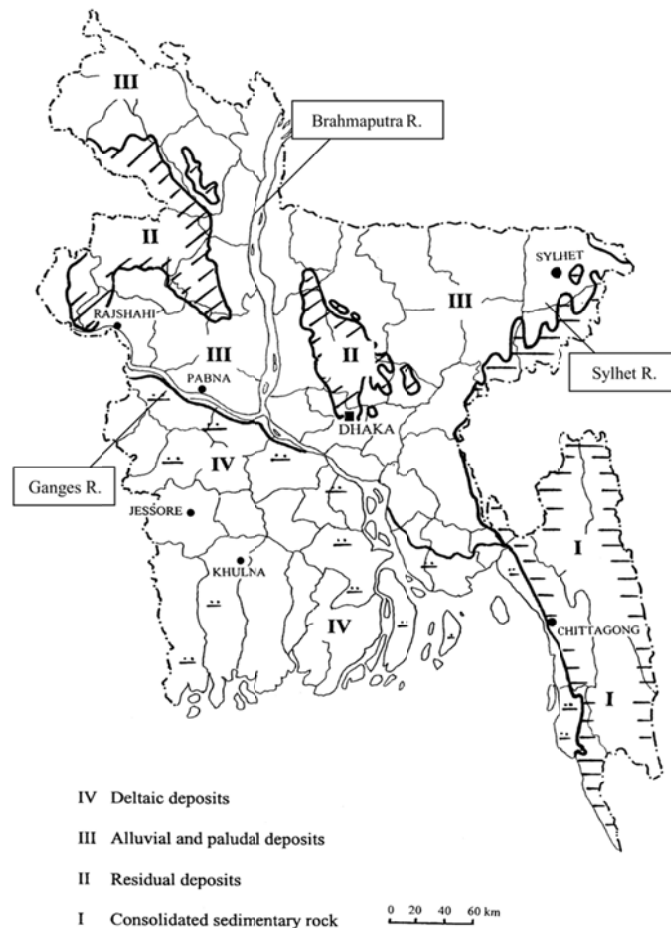 III
Brahmaputra R.
II
SYLHET
III
RAJSHAHI
III
II
Sylhet R.
PABNA
DHAKA
IV
Ganges R.
JESSORE
I
KHULNA
IV
CHITTAGONG
I
IV Deltaic deposits
III Alluvial and paludal deposits
II Residual deposits
I Consolidated sedimentary rock
0 20 40 60 km